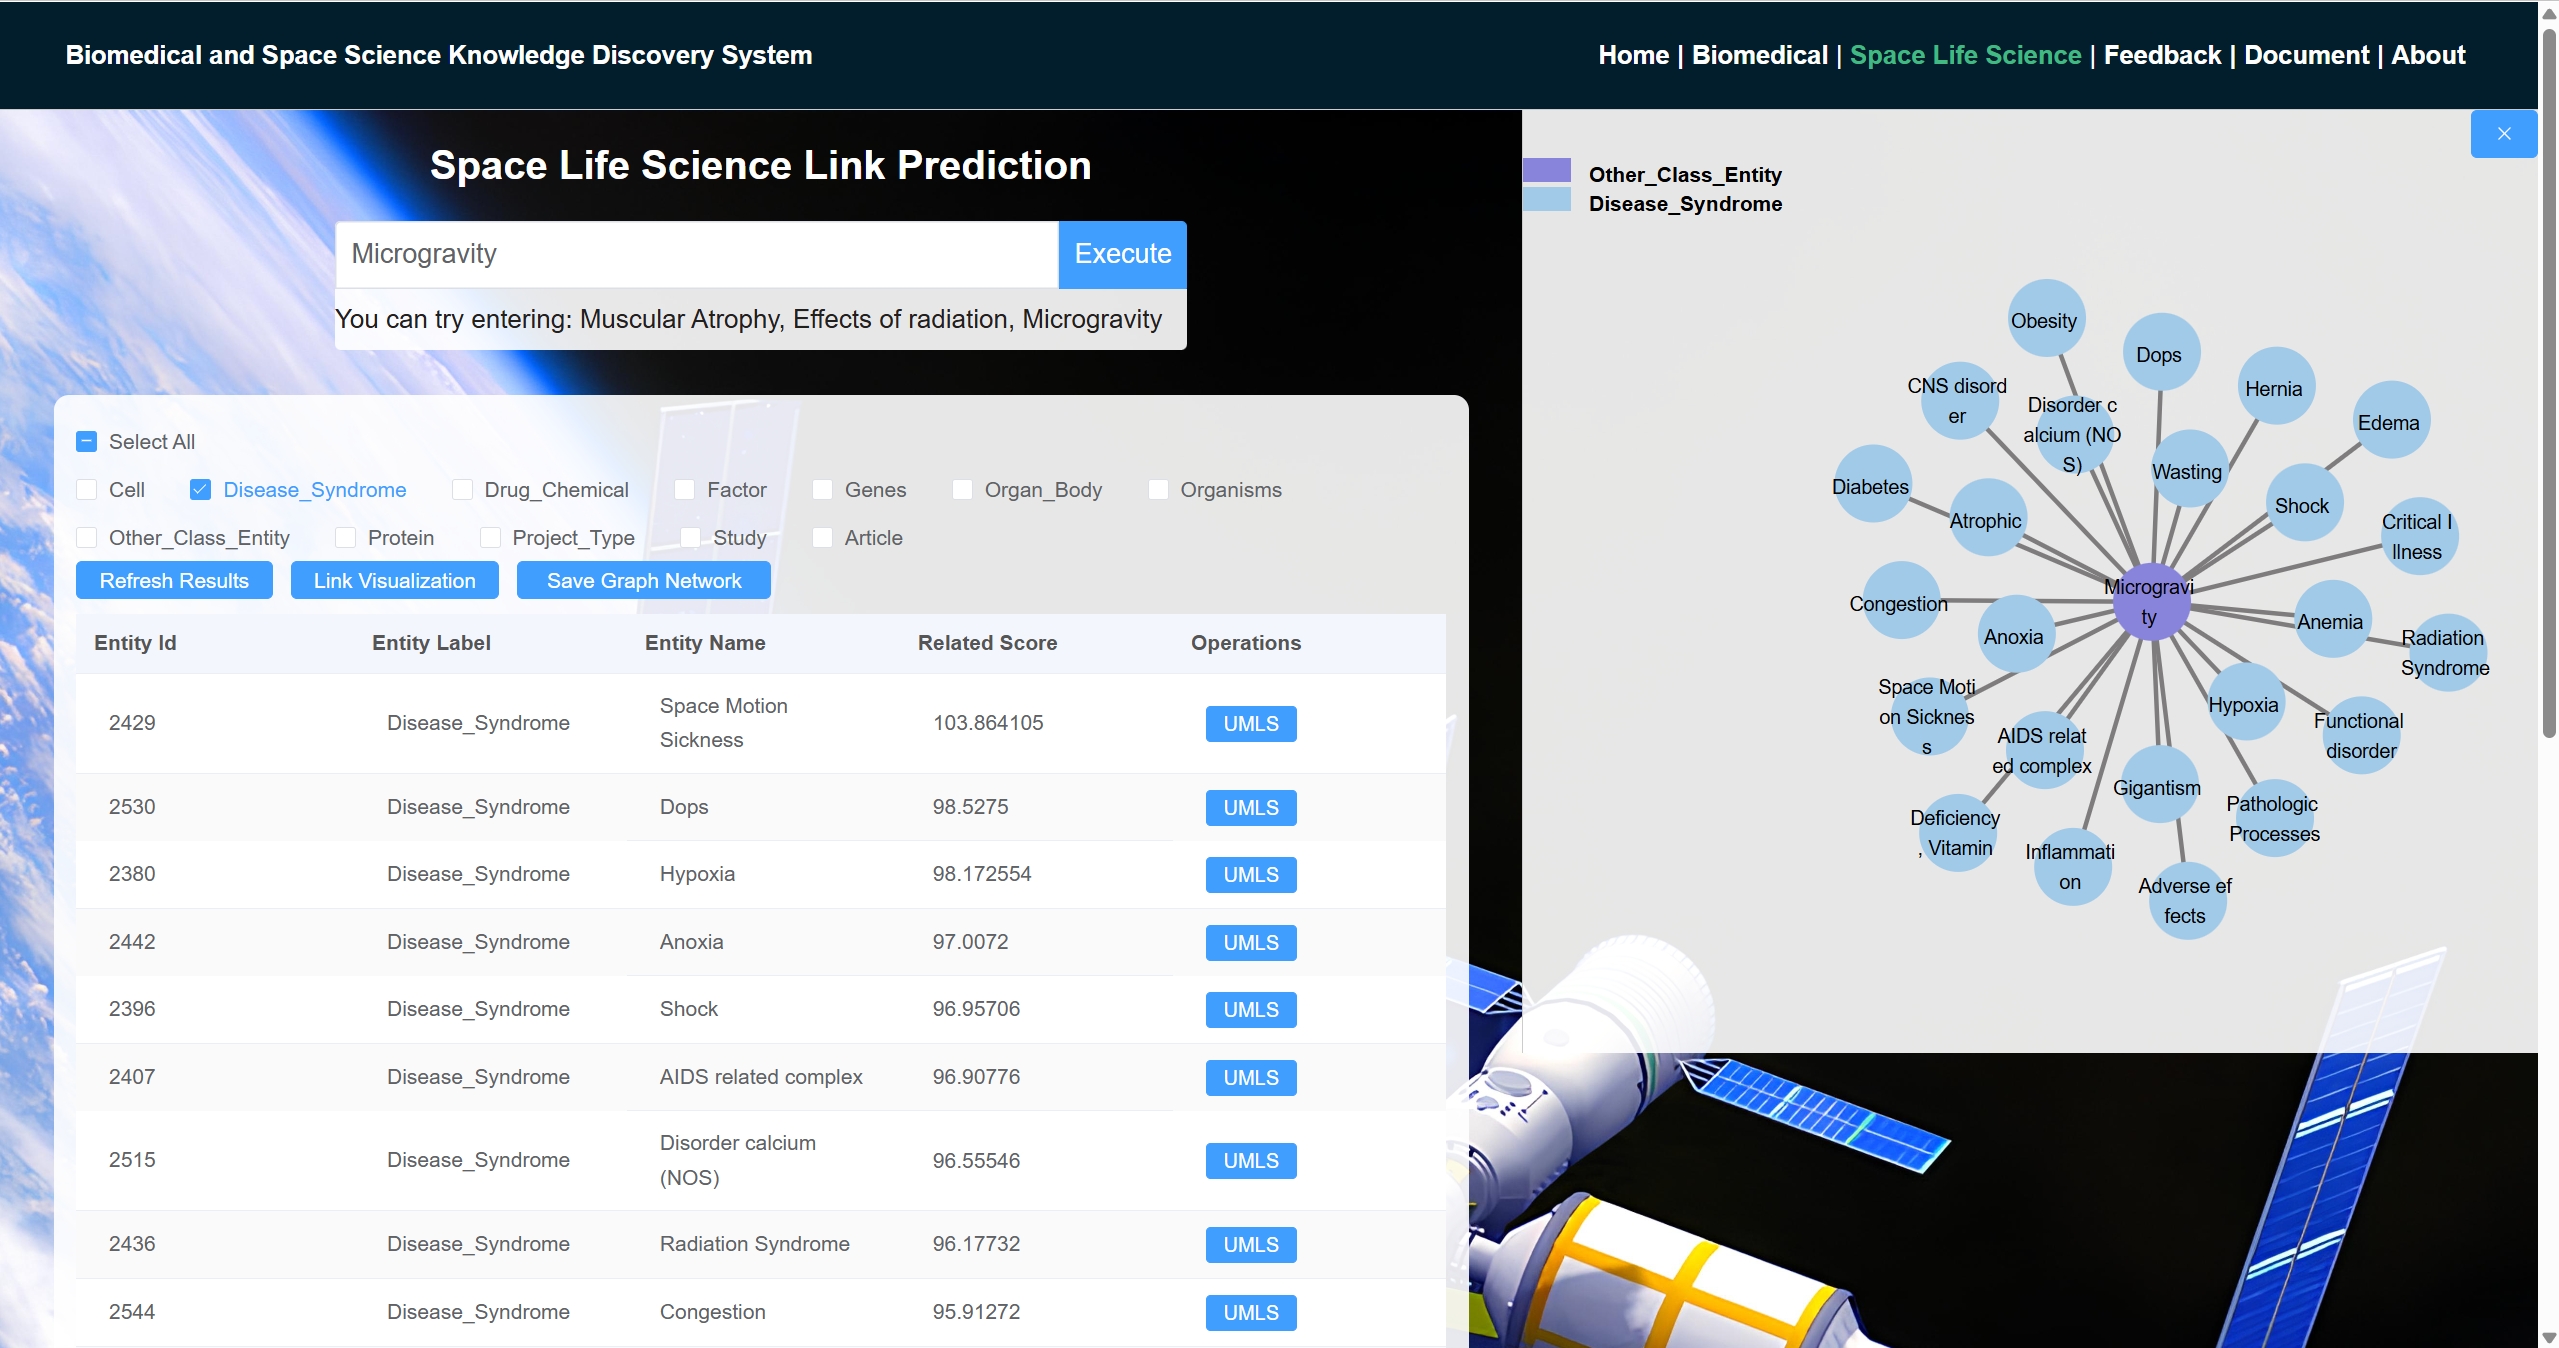 Biomedical and Space Science Knowledge Discovery System
Home | Biomedical | Space Life Science | Feedback | Document | About
Space Life Science Link Prediction
Microgravity
Execute
You can try entering: Muscular Atrophy, Effects of radiation, Microgravity
Select All
Cell Disease_Syndrome Drug_Chemical Factor Genes Organ_Body Organisms
Other_Class_Entity Protein Project_Type Study Article
Refresh Results Link Visualization Save Graph Network
Entity Id Entity Label Entity Name Related Score Operations
2429 Disease_Syndrome Space Motion Sickness 103.864105 UMLS
2530 Disease_Syndrome Dops 98.5275 UMLS
2380 Disease_Syndrome Hypoxia 98.172554 UMLS
2442 Disease_Syndrome Anoxia 97.0072 UMLS
2396 Disease_Syndrome Shock 96.95706 UMLS
2407 Disease_Syndrome AIDS related complex 96.90776 UMLS
2515 Disease_Syndrome Disorder calcium (NOS) 96.55546 UMLS
2436 Disease_Syndrome Radiation Syndrome 96.17732 UMLS
2544 Disease_Syndrome Congestion 95.91272 UMLS
Other_Class_Entity
Disease_Syndrome
Obesity
Dops
Hernia
Edema
CNS disord
er
Disorder c
alcium (NO
S)
Wasting
Shock
Critical I
llness
Diabetes
Atrophic
Microgravi
ty
Congestion
Anoxia
Anemia
Radiation
Syndrome
Space Moti
on Sicknes
s
AIDS relat
ed complex
Hypoxia
Functional
disorder
Gigantism
Pathologic
Processes
Deficiency
, Vitamin
Inflammati
on
Adverse ef
fects